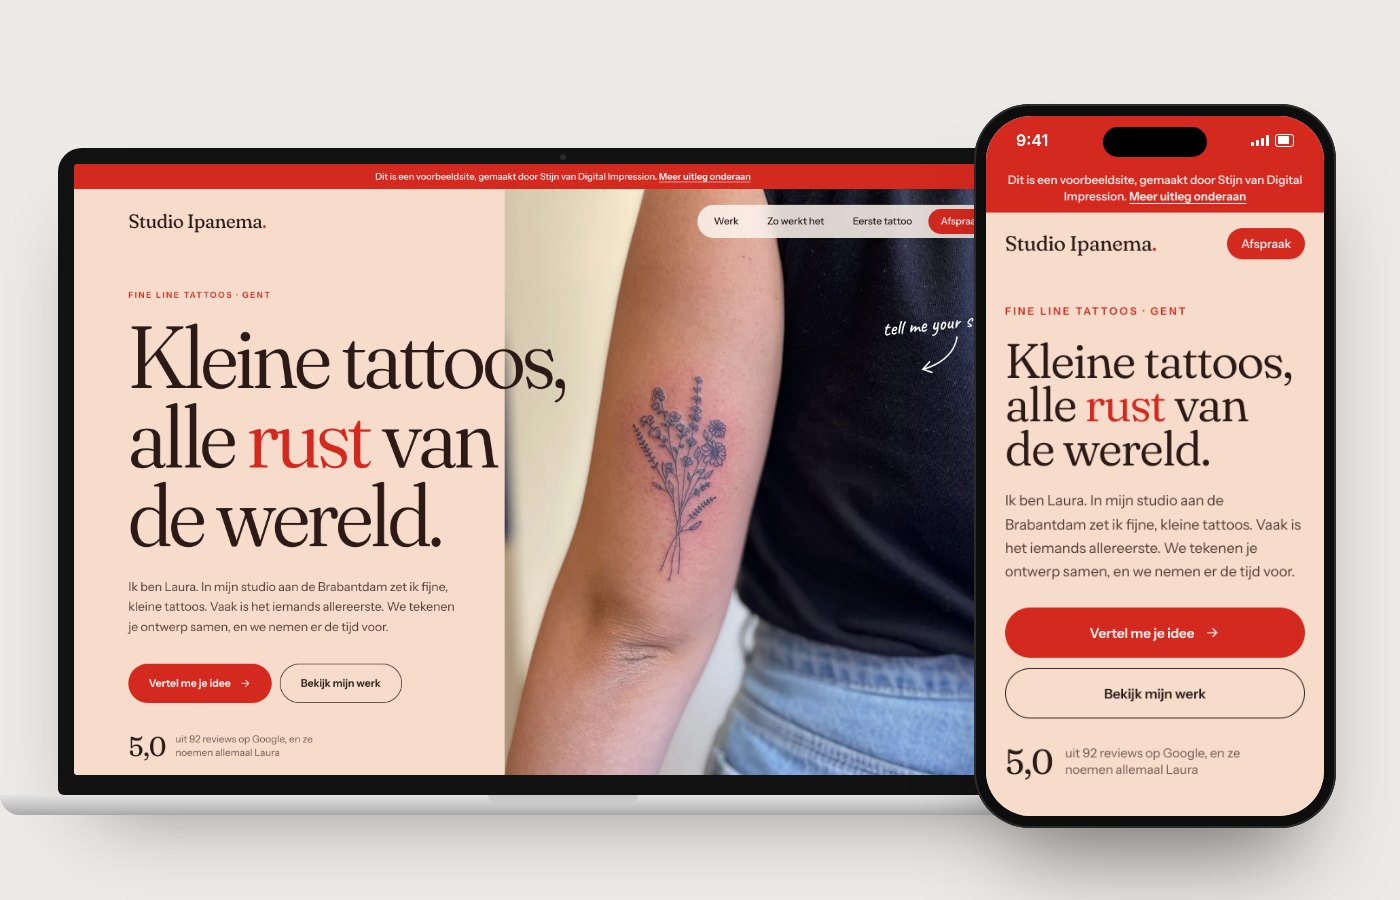 Dit is een voorbeeldsite, gemaakt door Stijn van Digital Impression. Meer uitleg onderaan
Studio Ipanema.
Werk
Zo werkt het
Eerste tattoo
FINE LINE TATTOOS · GENT
Kleine tattoos,
alle rust van
de wereld.
tell me your
Ik ben Laura. In mijn studio aan de Brabantdam zet ik fijne,
kleine tattoos. Vaak is het iemands allereerste. We tekenen
je ontwerp samen, en we nemen er de tijd voor.
Vertel me je idee →
Bekijk mijn werk
5,0
uit 92 reviews op Google, en ze
noemen allemaal Laura
9:41
Dit is een voorbeeldsite, gemaakt door Stijn van Digital
Impression. Meer uitleg onderaan
Studio Ipanema.
Afspraak
FINE LINE TATTOOS · GENT
Kleine tattoos,
alle rust van
de wereld.
Ik ben Laura. In mijn studio aan de
Brabantdam zet ik fijne, kleine tattoos. Vaak is
het iemands allereerste. We tekenen je
ontwerp samen, en we nemen er de tijd voor.
Vertel me je idee →
Bekijk mijn werk
5,0
uit 92 reviews op Google, en ze
noemen allemaal Laura